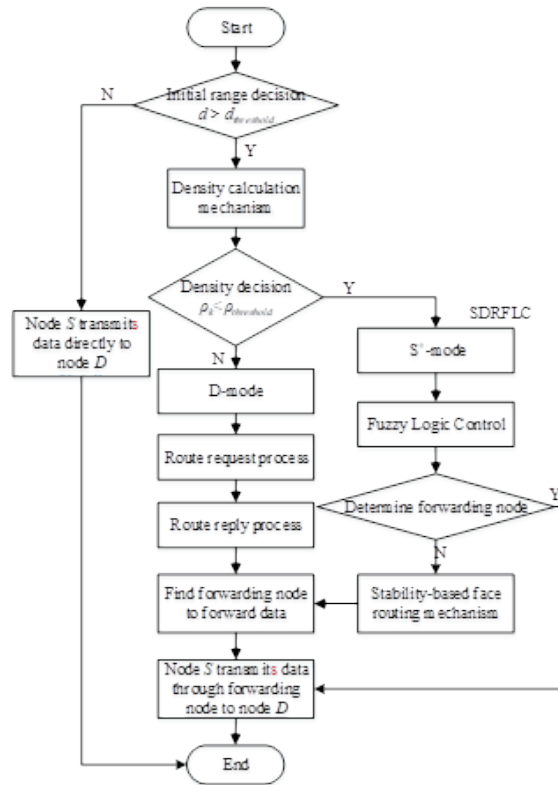 Start
N
Initial range decision
d > d_threshold
Y
Density calculation
mechanism
Density decision
ρ_k < ρ_threshold
Y
SDRFLC
Node S transmits
data directly to
node D
N
S⁺-mode
D-mode
Fuzzy Logic Control
Route request process
Determine forwarding node
Y
Route reply process
N
Find forwarding node
to forward data
Stability-based face
routing mechanism
Node S transmits data
through forwarding
node to node D
End